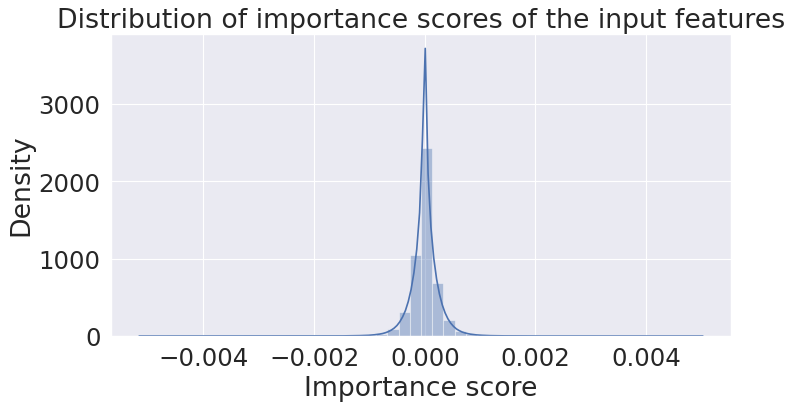 Distribution of importance scores of the input features
Density
3000
2000
1000
0
−0.004 −0.002 0.000 0.002 0.004
Importance score